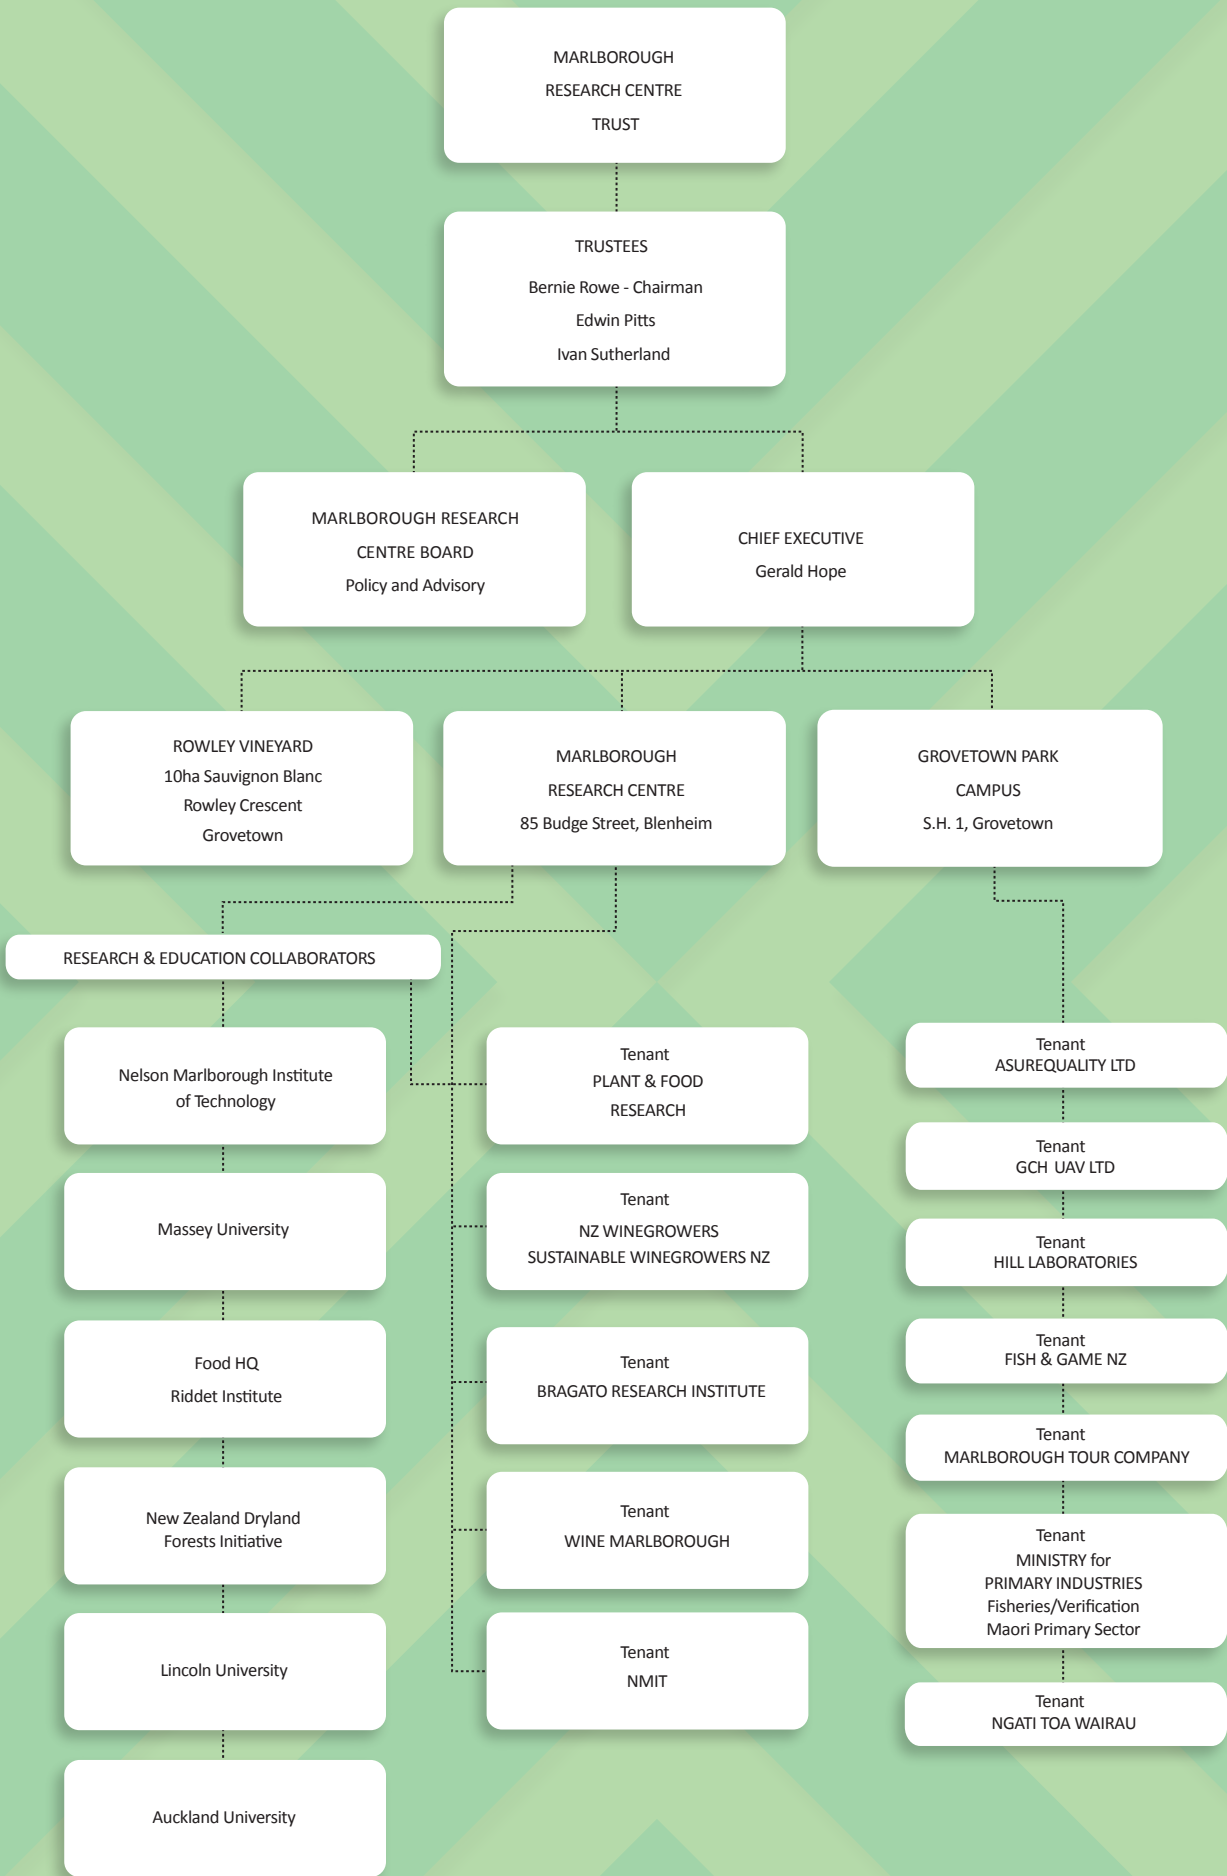 MARLBOROUGH
RESEARCH CENTRE
TRUST
TRUSTEES
Bernie Rowe - Chairman
Edwin Pitts
Ivan Sutherland
MARLBOROUGH RESEARCH
CENTRE BOARD
Policy and Advisory
CHIEF EXECUTIVE
Gerald Hope
ROWLEY VINEYARD
10ha Sauvignon Blanc
Rowley Crescent
Grovetown
MARLBOROUGH
RESEARCH CENTRE
85 Budge Street, Blenheim
GROVETOWN PARK
CAMPUS
S.H. 1, Grovetown
RESEARCH & EDUCATION COLLABORATORS
Nelson Marlborough Institute
of Technology
Massey University
Food HQ
Riddet Institute
New Zealand Dryland
Forests Initiative
Lincoln University
Auckland University
Tenant
PLANT & FOOD
RESEARCH
Tenant
NZ WINEGROWERS
SUSTAINABLE WINEGROWERS NZ
Tenant
BRAGATO RESEARCH INSTITUTE
Tenant
WINE MARLBOROUGH
Tenant
NMIT
Tenant
ASUREQUALITY LTD
Tenant
GCH UAV LTD
Tenant
HILL LABORATORIES
Tenant
FISH & GAME NZ
Tenant
MARLBOROUGH TOUR COMPANY
Tenant
MINISTRY for
PRIMARY INDUSTRIES
Fisheries/Verification
Maori Primary Sector
Tenant
NGATI TOA WAIRAU